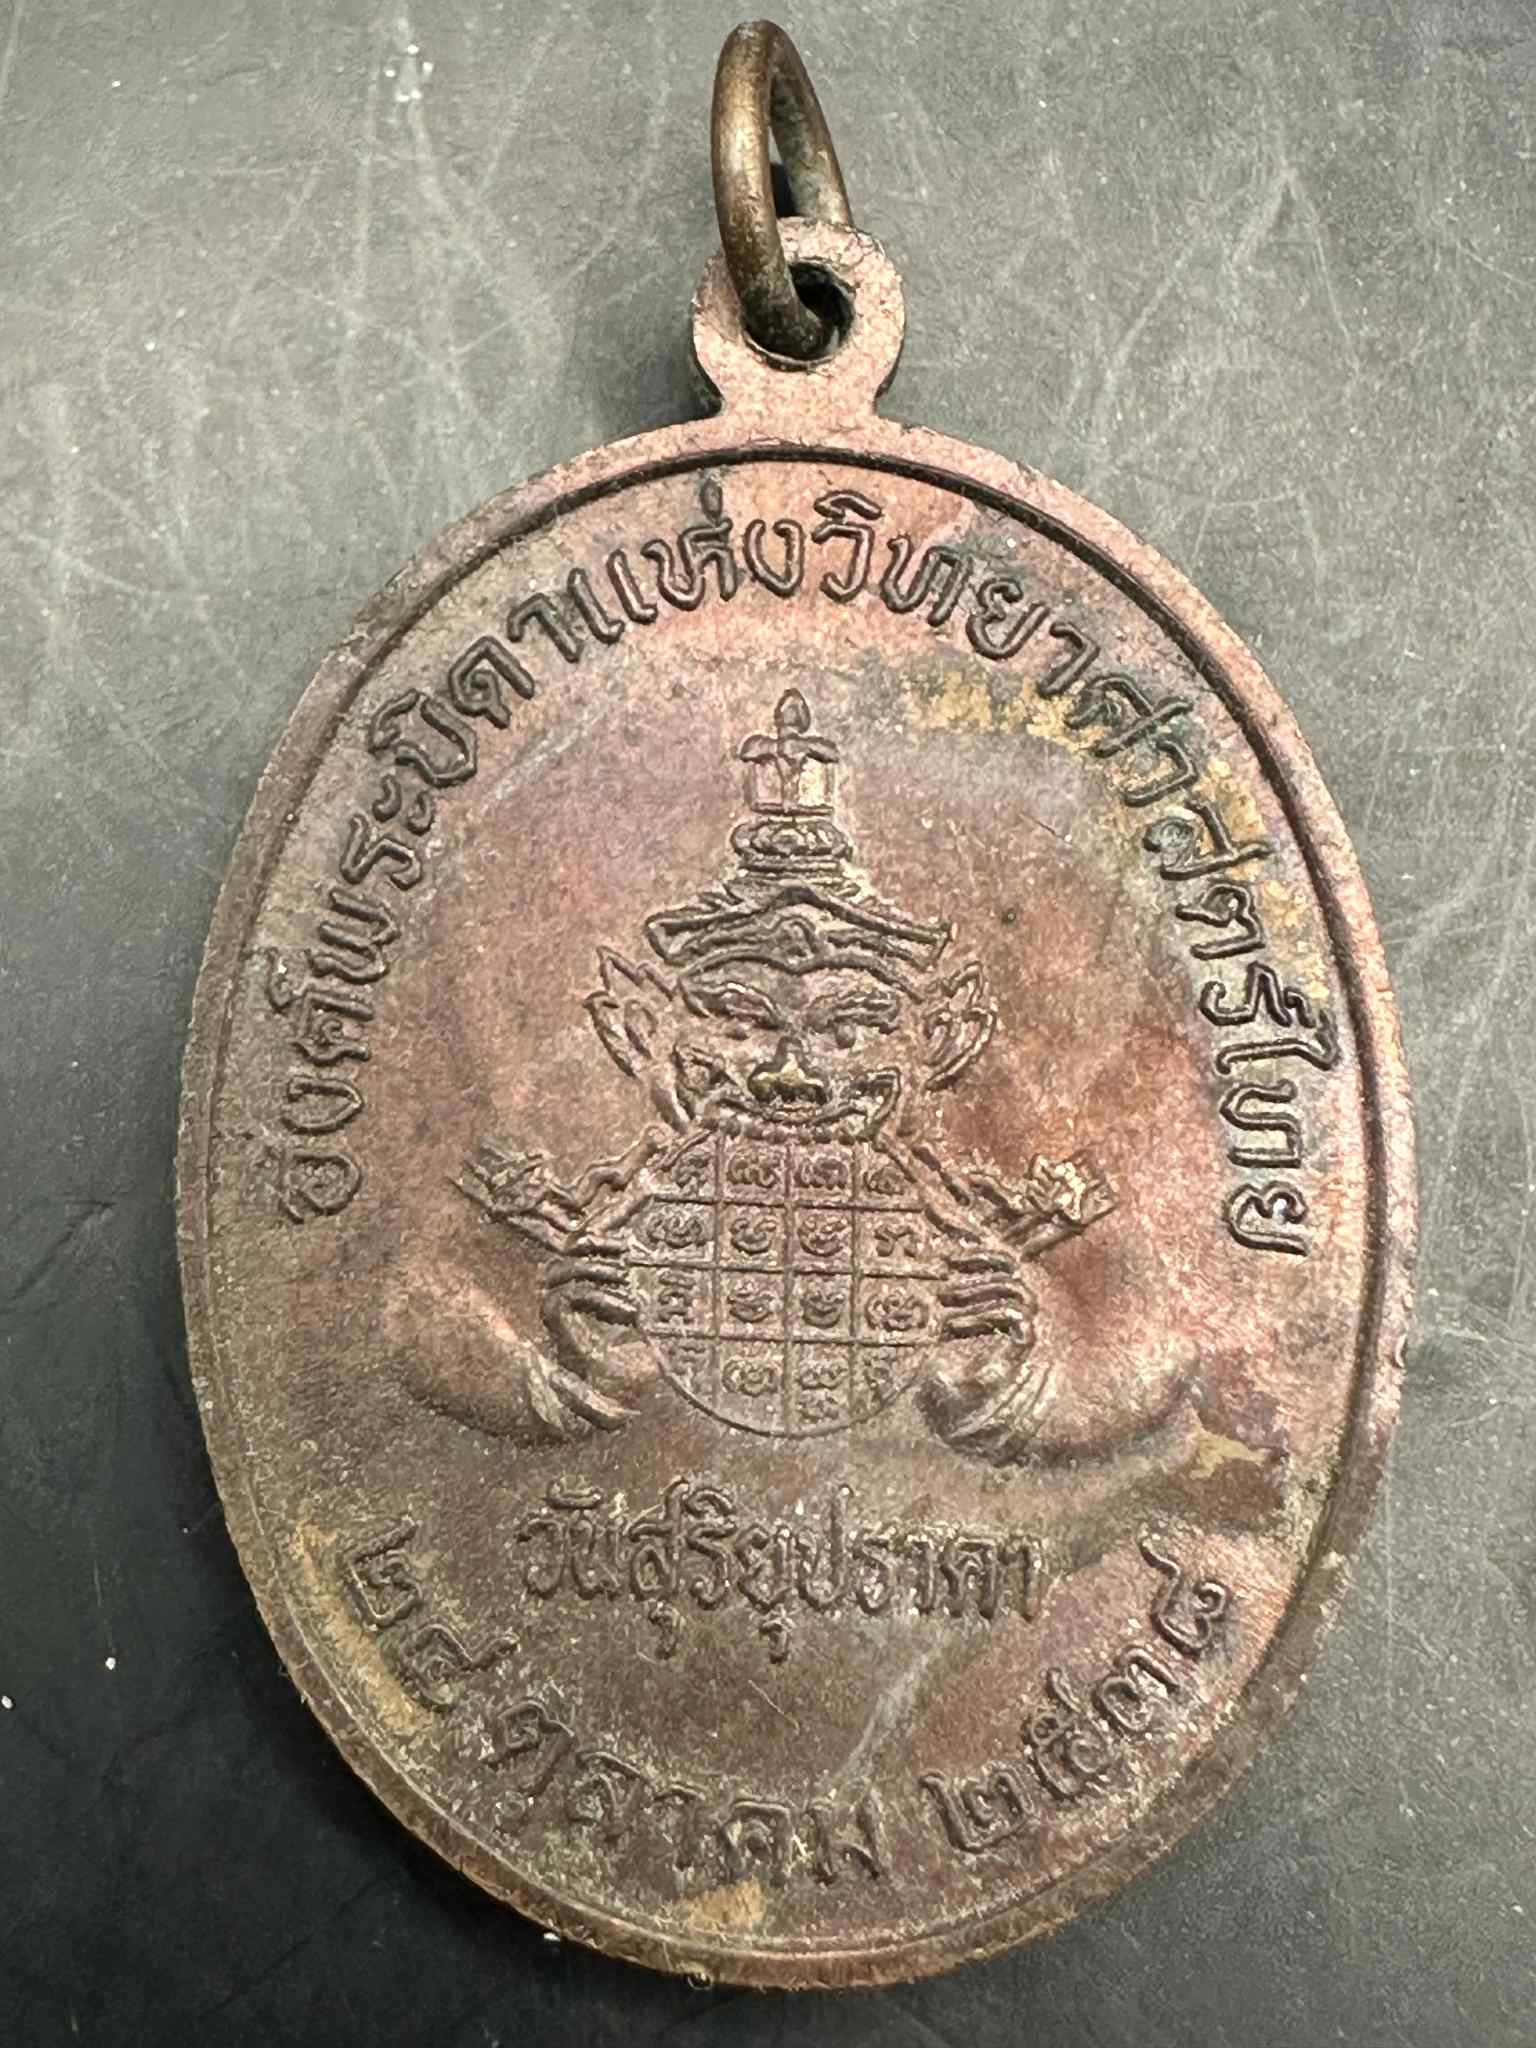 องค์พระบิดาแห่งวิทยาศาสตร์ไทย
วันสุริยุปราคา
๒๔ ตุลาคม ๒๕๓๘